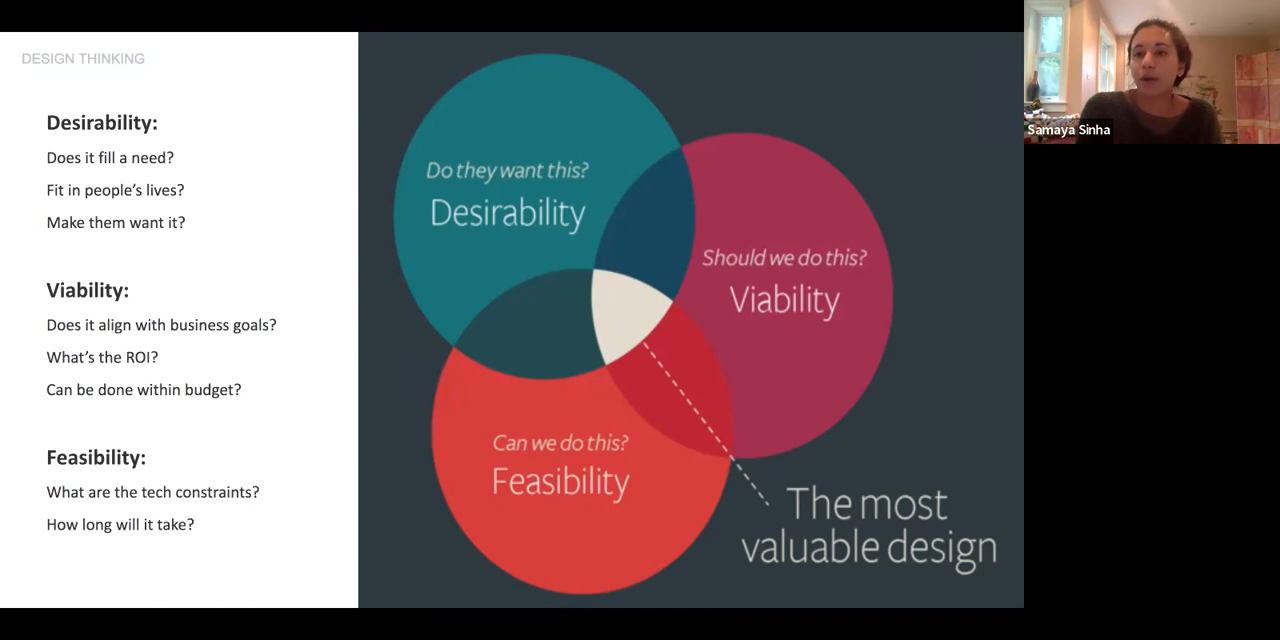 DESIGN THINKING
Desirability:
Does it fill a need?
Fit in people's lives?
Make them want it?
Viability:
Does it align with business goals?
What's the ROI?
Can be done within budget?
Feasibility:
What are the tech constraints?
How long will it take?
Do they want this?
Desirability
Should we do this?
Viability
Can we do this?
Feasibility
The most
valuable design
Samaya Sinha